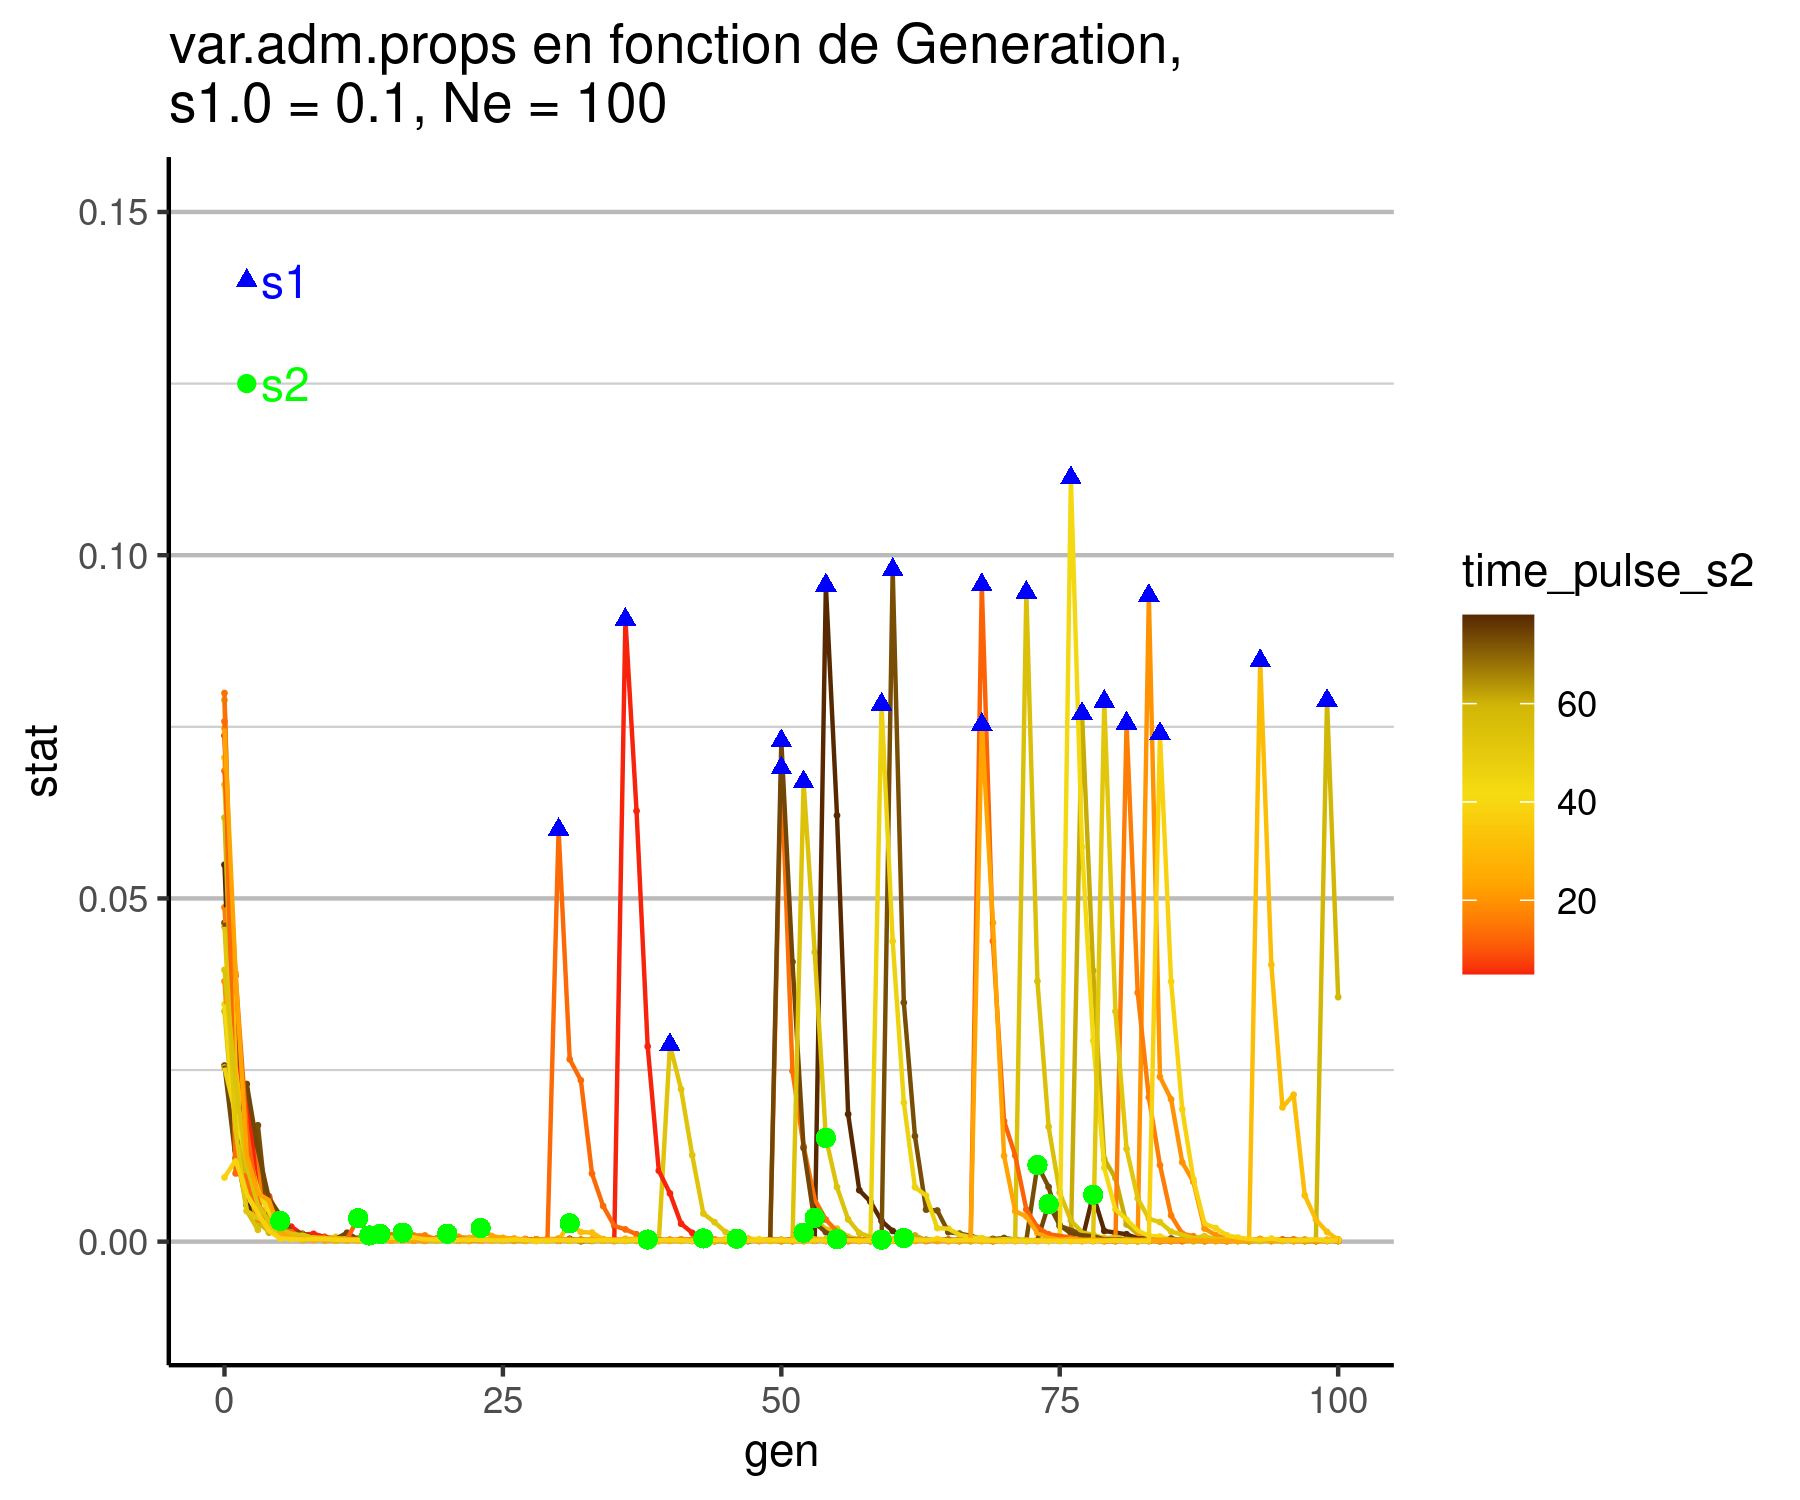 var.adm.props en fonction de Generation,
s1.0 = 0.1, Ne = 100
0.15
s1
s2
0.10
0.05
0.00
stat
0
25
50
75
100
gen
time_pulse_s2
60
40
20